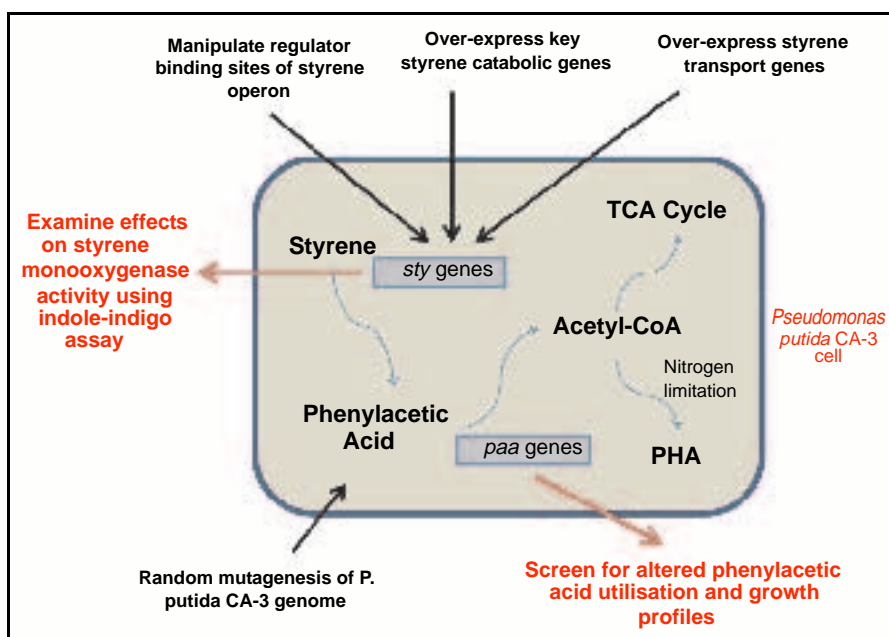 Manipulate regulator
binding sites of styrene
operon
Over-express key
styrene catabolic genes
Over-express styrene
transport genes
Examine effects
on styrene
monooxygenase
activity using
indole-indigo
assay
Styrene
sty genes
TCA Cycle
Acetyl-CoA
Nitrogen
limitation
Phenylacetic
Acid
paa genes
PHA
Pseudomonas
putida CA-3
cell
Random mutagenesis of P.
putida CA-3 genome
Screen for altered phenylacetic
acid utilisation and growth
profiles